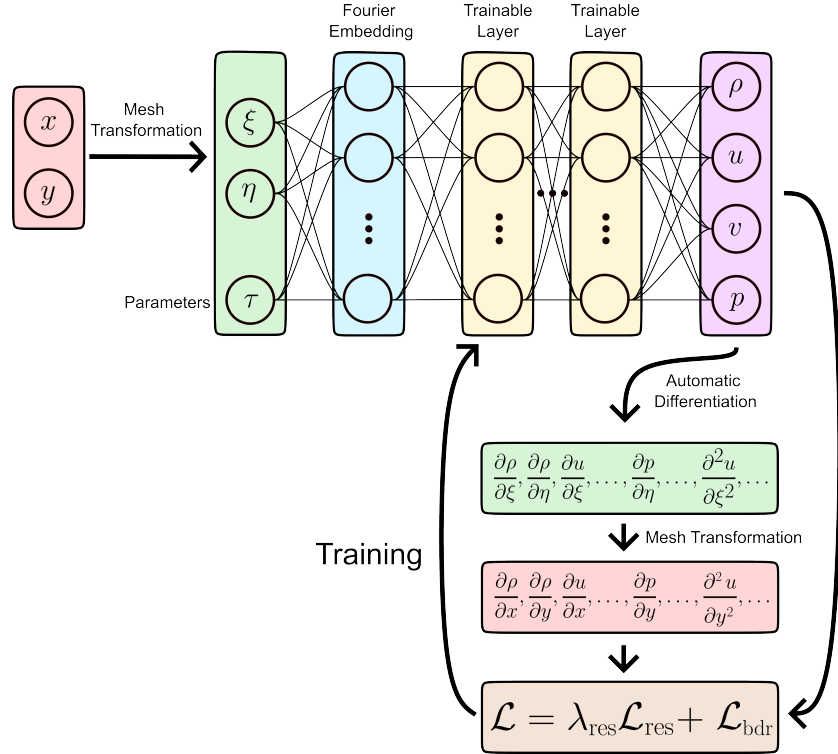 Fourier
Embedding
Trainable
Layer
Trainable
Layer
x
y
Mesh
Transformation
ξ
η
Parameters
τ
ρ
u
v
p
Automatic
Differentiation
∂ρ/∂ξ, ∂ρ/∂η, ∂u/∂ξ, ..., ∂p/∂η, ..., ∂²u/∂ξ², ...
Mesh Transformation
∂ρ/∂x, ∂ρ/∂y, ∂u/∂x, ..., ∂p/∂y, ..., ∂²u/∂y², ...
Training
ℒ = λ_res ℒ_res + ℒ_bdr